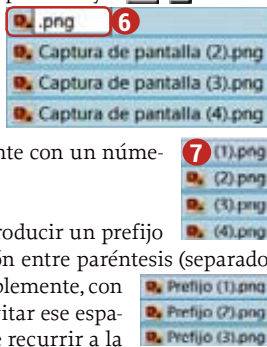 .png
6
Captura de pantalla (2).png
Captura de pantalla (3).png
Captura de pantalla (4).png
nte con un núme-
7
(1).png
(2).png
(3).png
(4).png
roducir un prefijo
ón entre paréntesis (separado
plemente, con
itar ese espa-
e recurrir a la
Prefijo (1).png
Prefijo (2).png
Prefijo (3).png